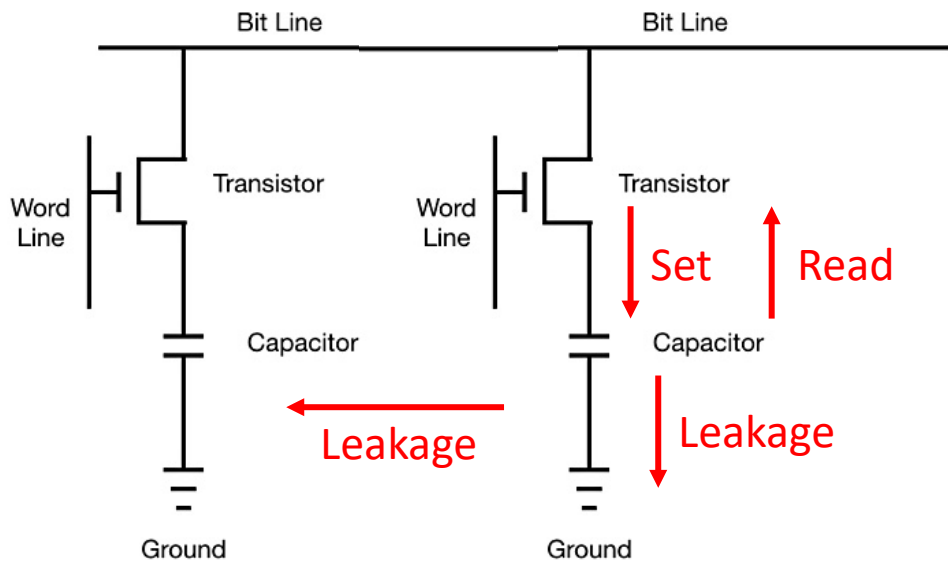 Bit Line
Bit Line
Transistor
Transistor
Word
Line
Word
Line
Set
Read
Capacitor
Capacitor
Leakage
Leakage
Ground
Ground